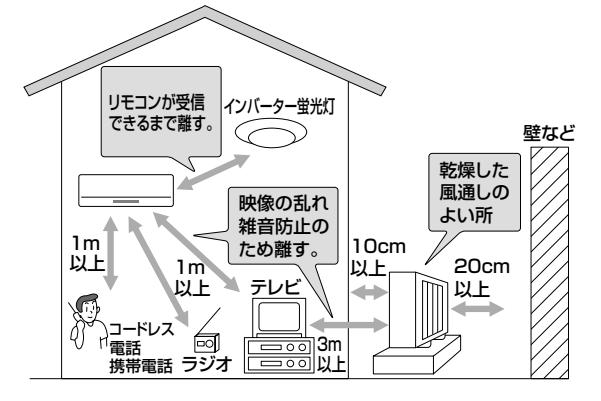 リモコンが受信
できるまで離す。
インバーター蛍光灯
壁など
乾燥した
風通しの
よい所
映像の乱れ
雑音防止の
ため離す。
1m
以上
1m
以上
テレビ
10cm
以上
20cm
以上
コードレス
電話
携帯電話
ラジオ
3m
以上